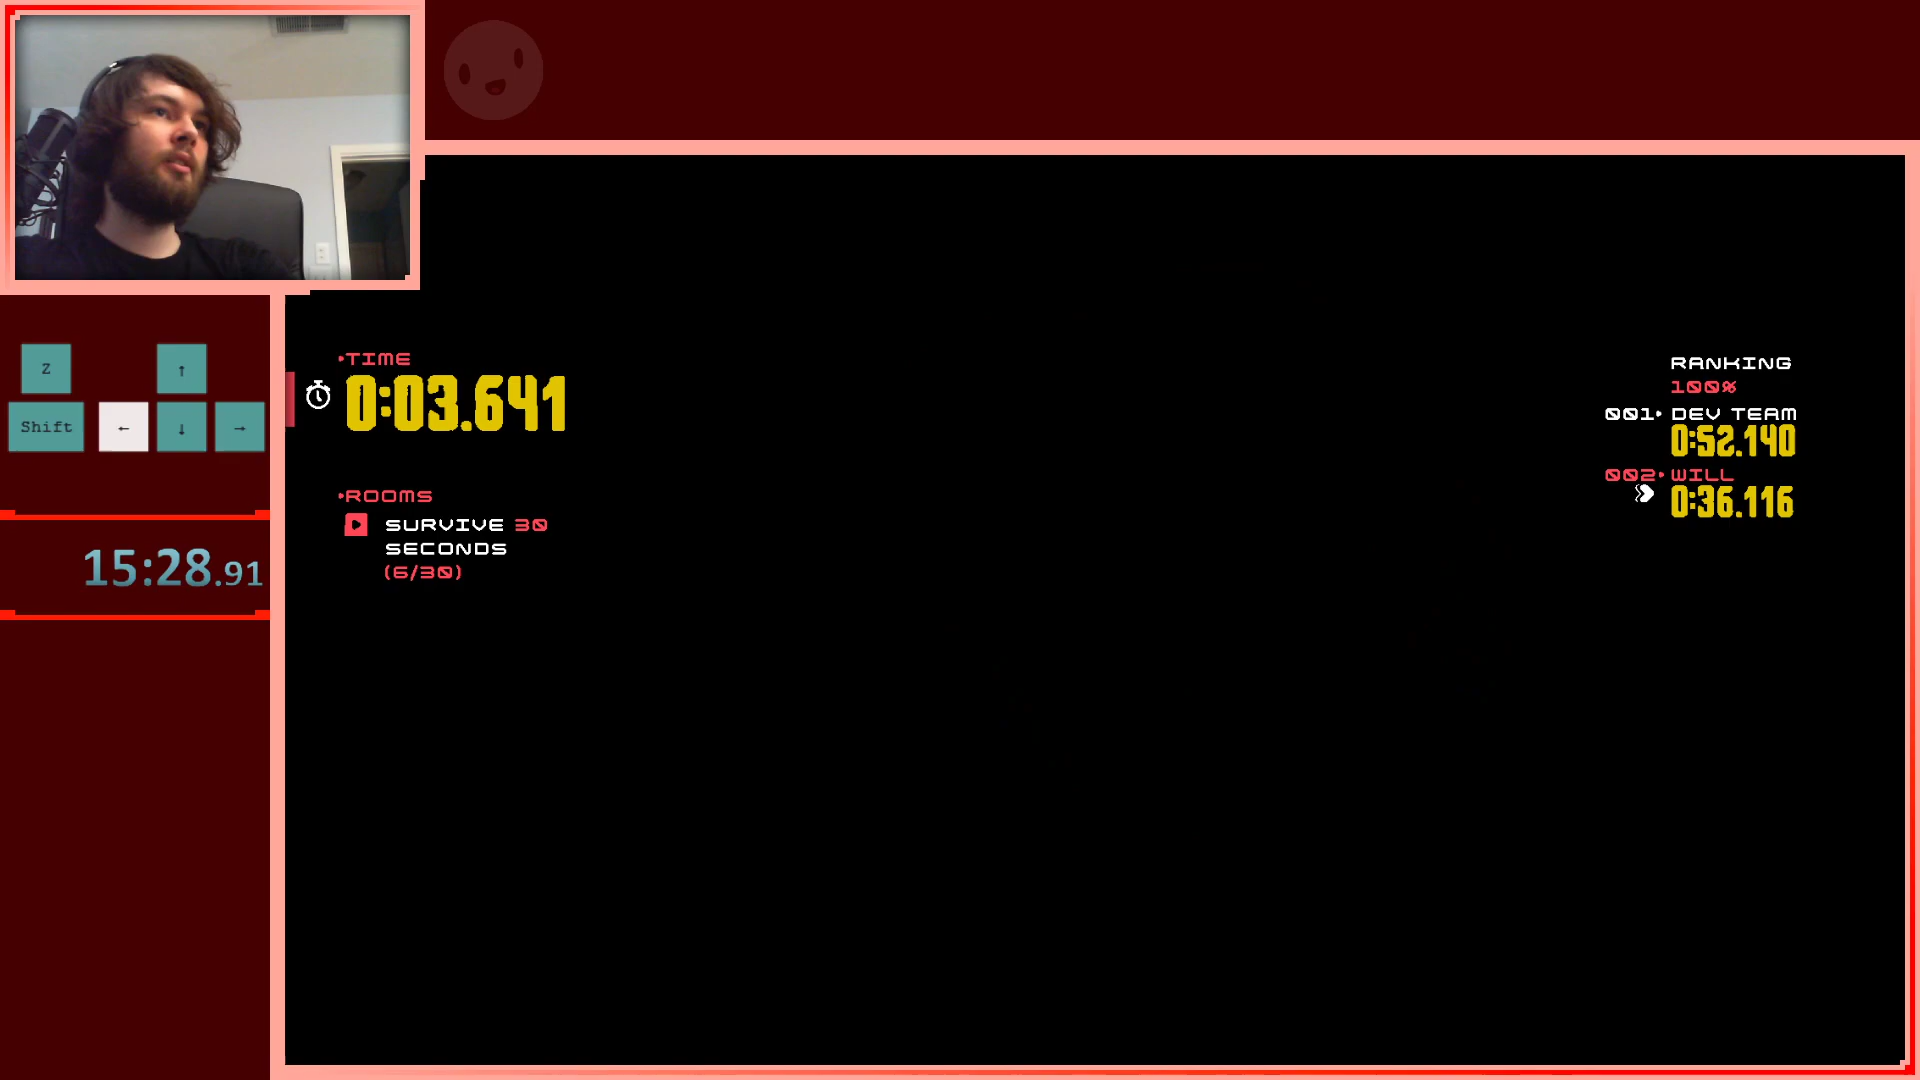 Z
↑
Shift
←
↓
→
15:28.91
TIME
0:03.641
ROOMS
SURVIVE 30
SECONDS
(6/30)
RANKING
100%
001 DEV TEAM
0:52.140
002 WILL
0:36.116